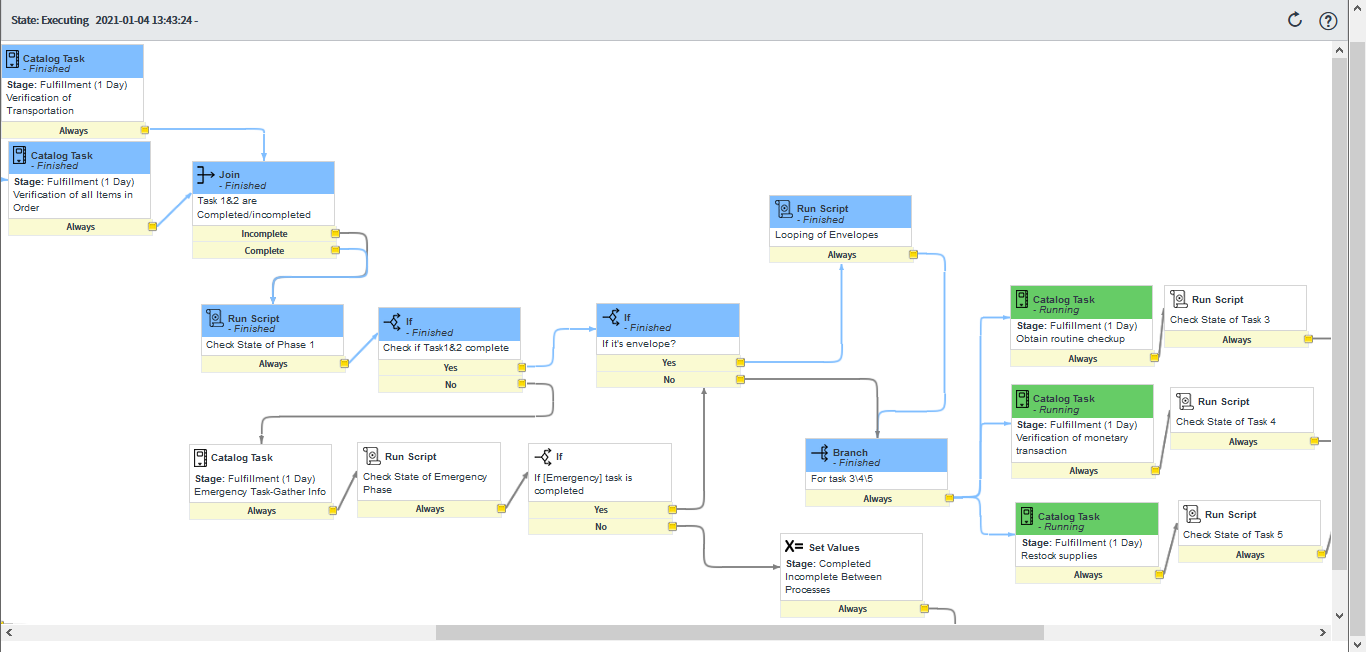 State: Executing 2021-01-04 13:43:24 -
Catalog Task
- Finished
Stage: Fulfillment (1 Day)
Verification of
Transportation
Always
Catalog Task
- Finished
Stage: Fulfillment (1 Day)
Verification of all Items in
Order
Always
Join
- Finished
Task 1&2 are
Completed/incompleted
Incomplete
Complete
Run Script
- Finished
Check State of Phase 1
Always
If
- Finished
Check if Task1&2 complete
Yes
No
If
- Finished
If it's envelope?
Yes
No
Run Script
- Finished
Looping of Envelopes
Always
Catalog Task
Stage: Fulfillment (1 Day)
Emergency Task-Gather Info
Always
Run Script
Check State of Emergency
Phase
Always
If
If [Emergency] task is
completed
Yes
No
Branch
- Finished
For task 3\4\5
Always
X= Set Values
Stage: Completed
Incomplete Between
Processes
Always
Catalog Task
- Running
Stage: Fulfillment (1 Day)
Obtain routine checkup
Always
Run Script
Check State of Task 3
Always
Catalog Task
- Running
Stage: Fulfillment (1 Day)
Verification of monetary
transaction
Always
Run Script
Check State of Task 4
Always
Catalog Task
- Running
Stage: Fulfillment (1 Day)
Restock supplies
Always
Run Script
Check State of Task 5
Always